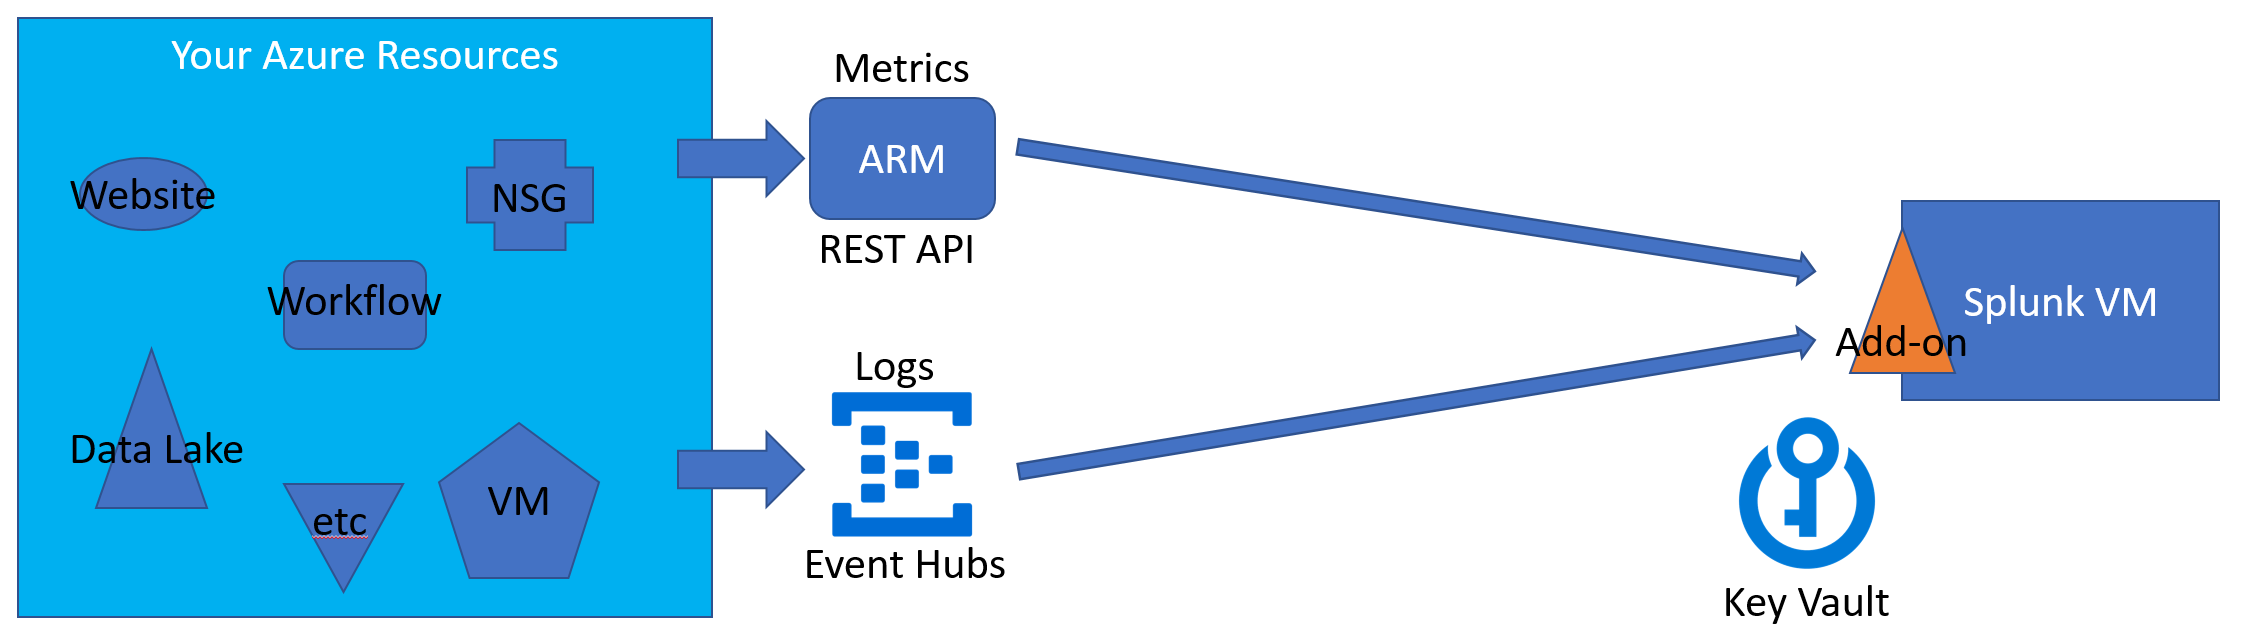 Your Azure Resources
Website
NSG
Workflow
Data Lake
etc
VM
Metrics
ARM
REST API
Logs
Event Hubs
Add-on
Splunk VM
Key Vault